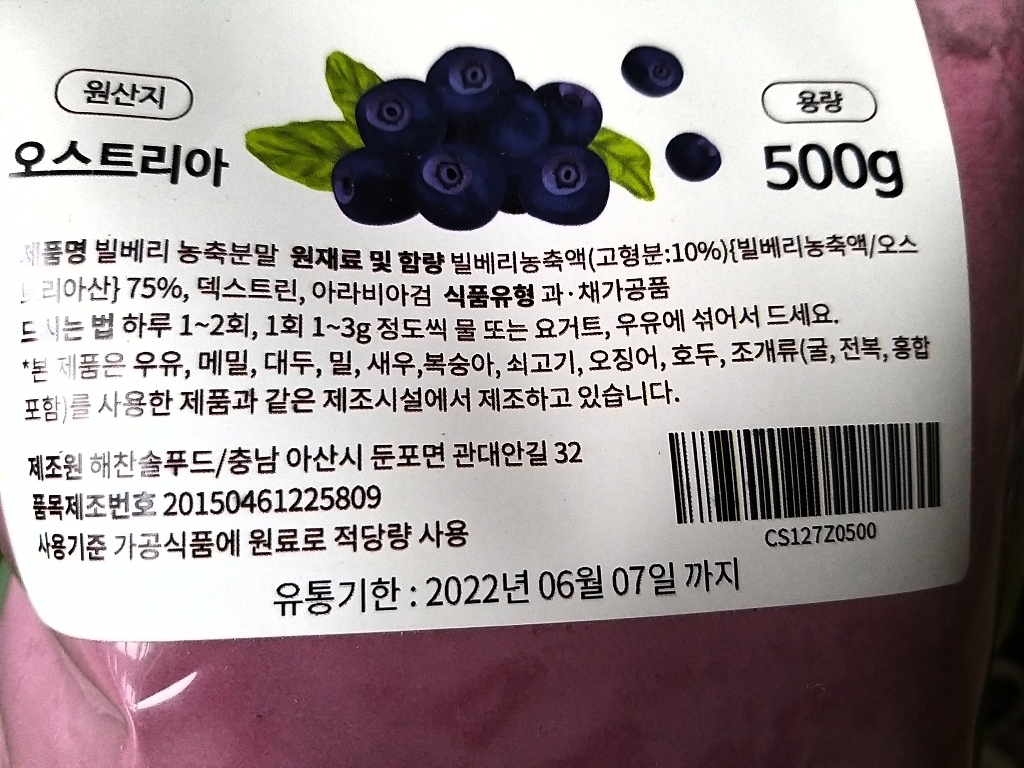 원산지
오스트리아
용량
500g
제품명 빌베리 농축분말 원재료 및 함량 빌베리농축액(고형분:10%){빌베리농축액/오스
트리아산} 75%, 덱스트린, 아라비아검 식품유형 과·채가공품
드시는 법 하루 1~2회, 1회 1~3g 정도씩 물 또는 요거트, 우유에 섞어서 드세요.
*본 제품은 우유, 메밀, 대두, 밀, 새우,복숭아, 쇠고기, 오징어, 호두, 조개류(굴, 전복, 홍합
포함)를 사용한 제품과 같은 제조시설에서 제조하고 있습니다.
제조원 해찬솔푸드/충남 아산시 둔포면 관대안길 32
품목제조번호 20150461225809
사용기준 가공식품에 원료로 적당량 사용
CS127Z0500
유통기한 : 2022년 06월 07일 까지